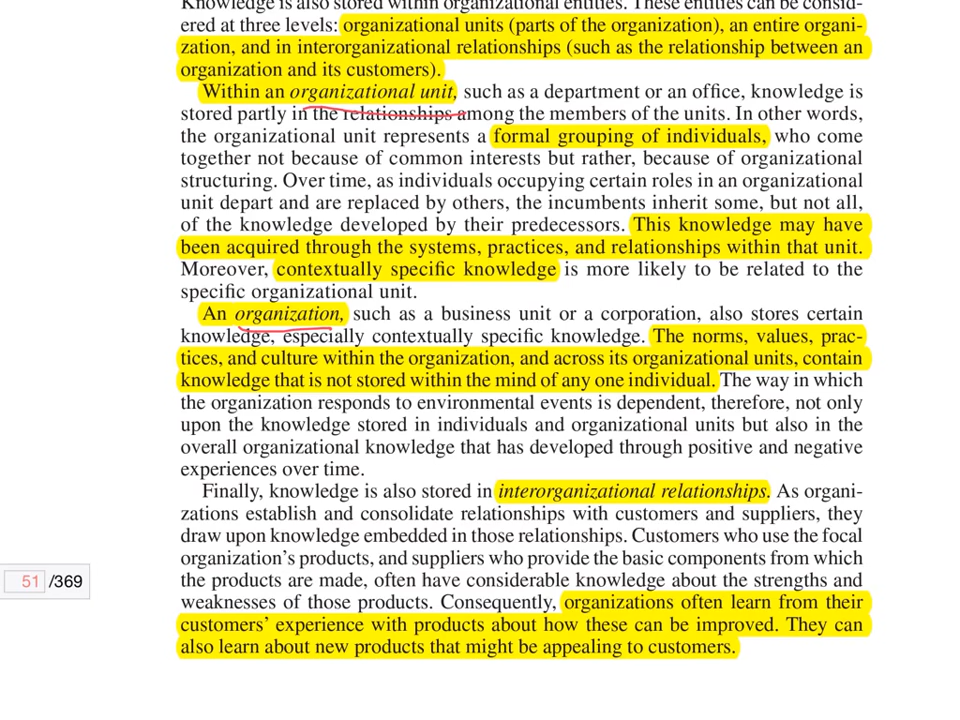 Knowledge is also stored within organizational entities. These entities can be consid-
ered at three levels: organizational units (parts of the organization), an entire organi-
zation, and in interorganizational relationships (such as the relationship between an
organization and its customers).
Within an organizational unit, such as a department or an office, knowledge is
stored partly in the relationships among the members of the units. In other words,
the organizational unit represents a formal grouping of individuals, who come
together not because of common interests but rather, because of organizational
structuring. Over time, as individuals occupying certain roles in an organizational
unit depart and are replaced by others, the incumbents inherit some, but not all,
of the knowledge developed by their predecessors. This knowledge may have
been acquired through the systems, practices, and relationships within that unit.
Moreover, contextually specific knowledge is more likely to be related to the
specific organizational unit.
An organization, such as a business unit or a corporation, also stores certain
knowledge, especially contextually specific knowledge. The norms, values, prac-
tices, and culture within the organization, and across its organizational units, contain
knowledge that is not stored within the mind of any one individual. The way in which
the organization responds to environmental events is dependent, therefore, not only
upon the knowledge stored in individuals and organizational units but also in the
overall organizational knowledge that has developed through positive and negative
experiences over time.
Finally, knowledge is also stored in interorganizational relationships. As organi-
zations establish and consolidate relationships with customers and suppliers, they
draw upon knowledge embedded in those relationships. Customers who use the focal
organization's products, and suppliers who provide the basic components from which
the products are made, often have considerable knowledge about the strengths and
weaknesses of those products. Consequently, organizations often learn from their
customers' experience with products about how these can be improved. They can
also learn about new products that might be appealing to customers.
51 /369